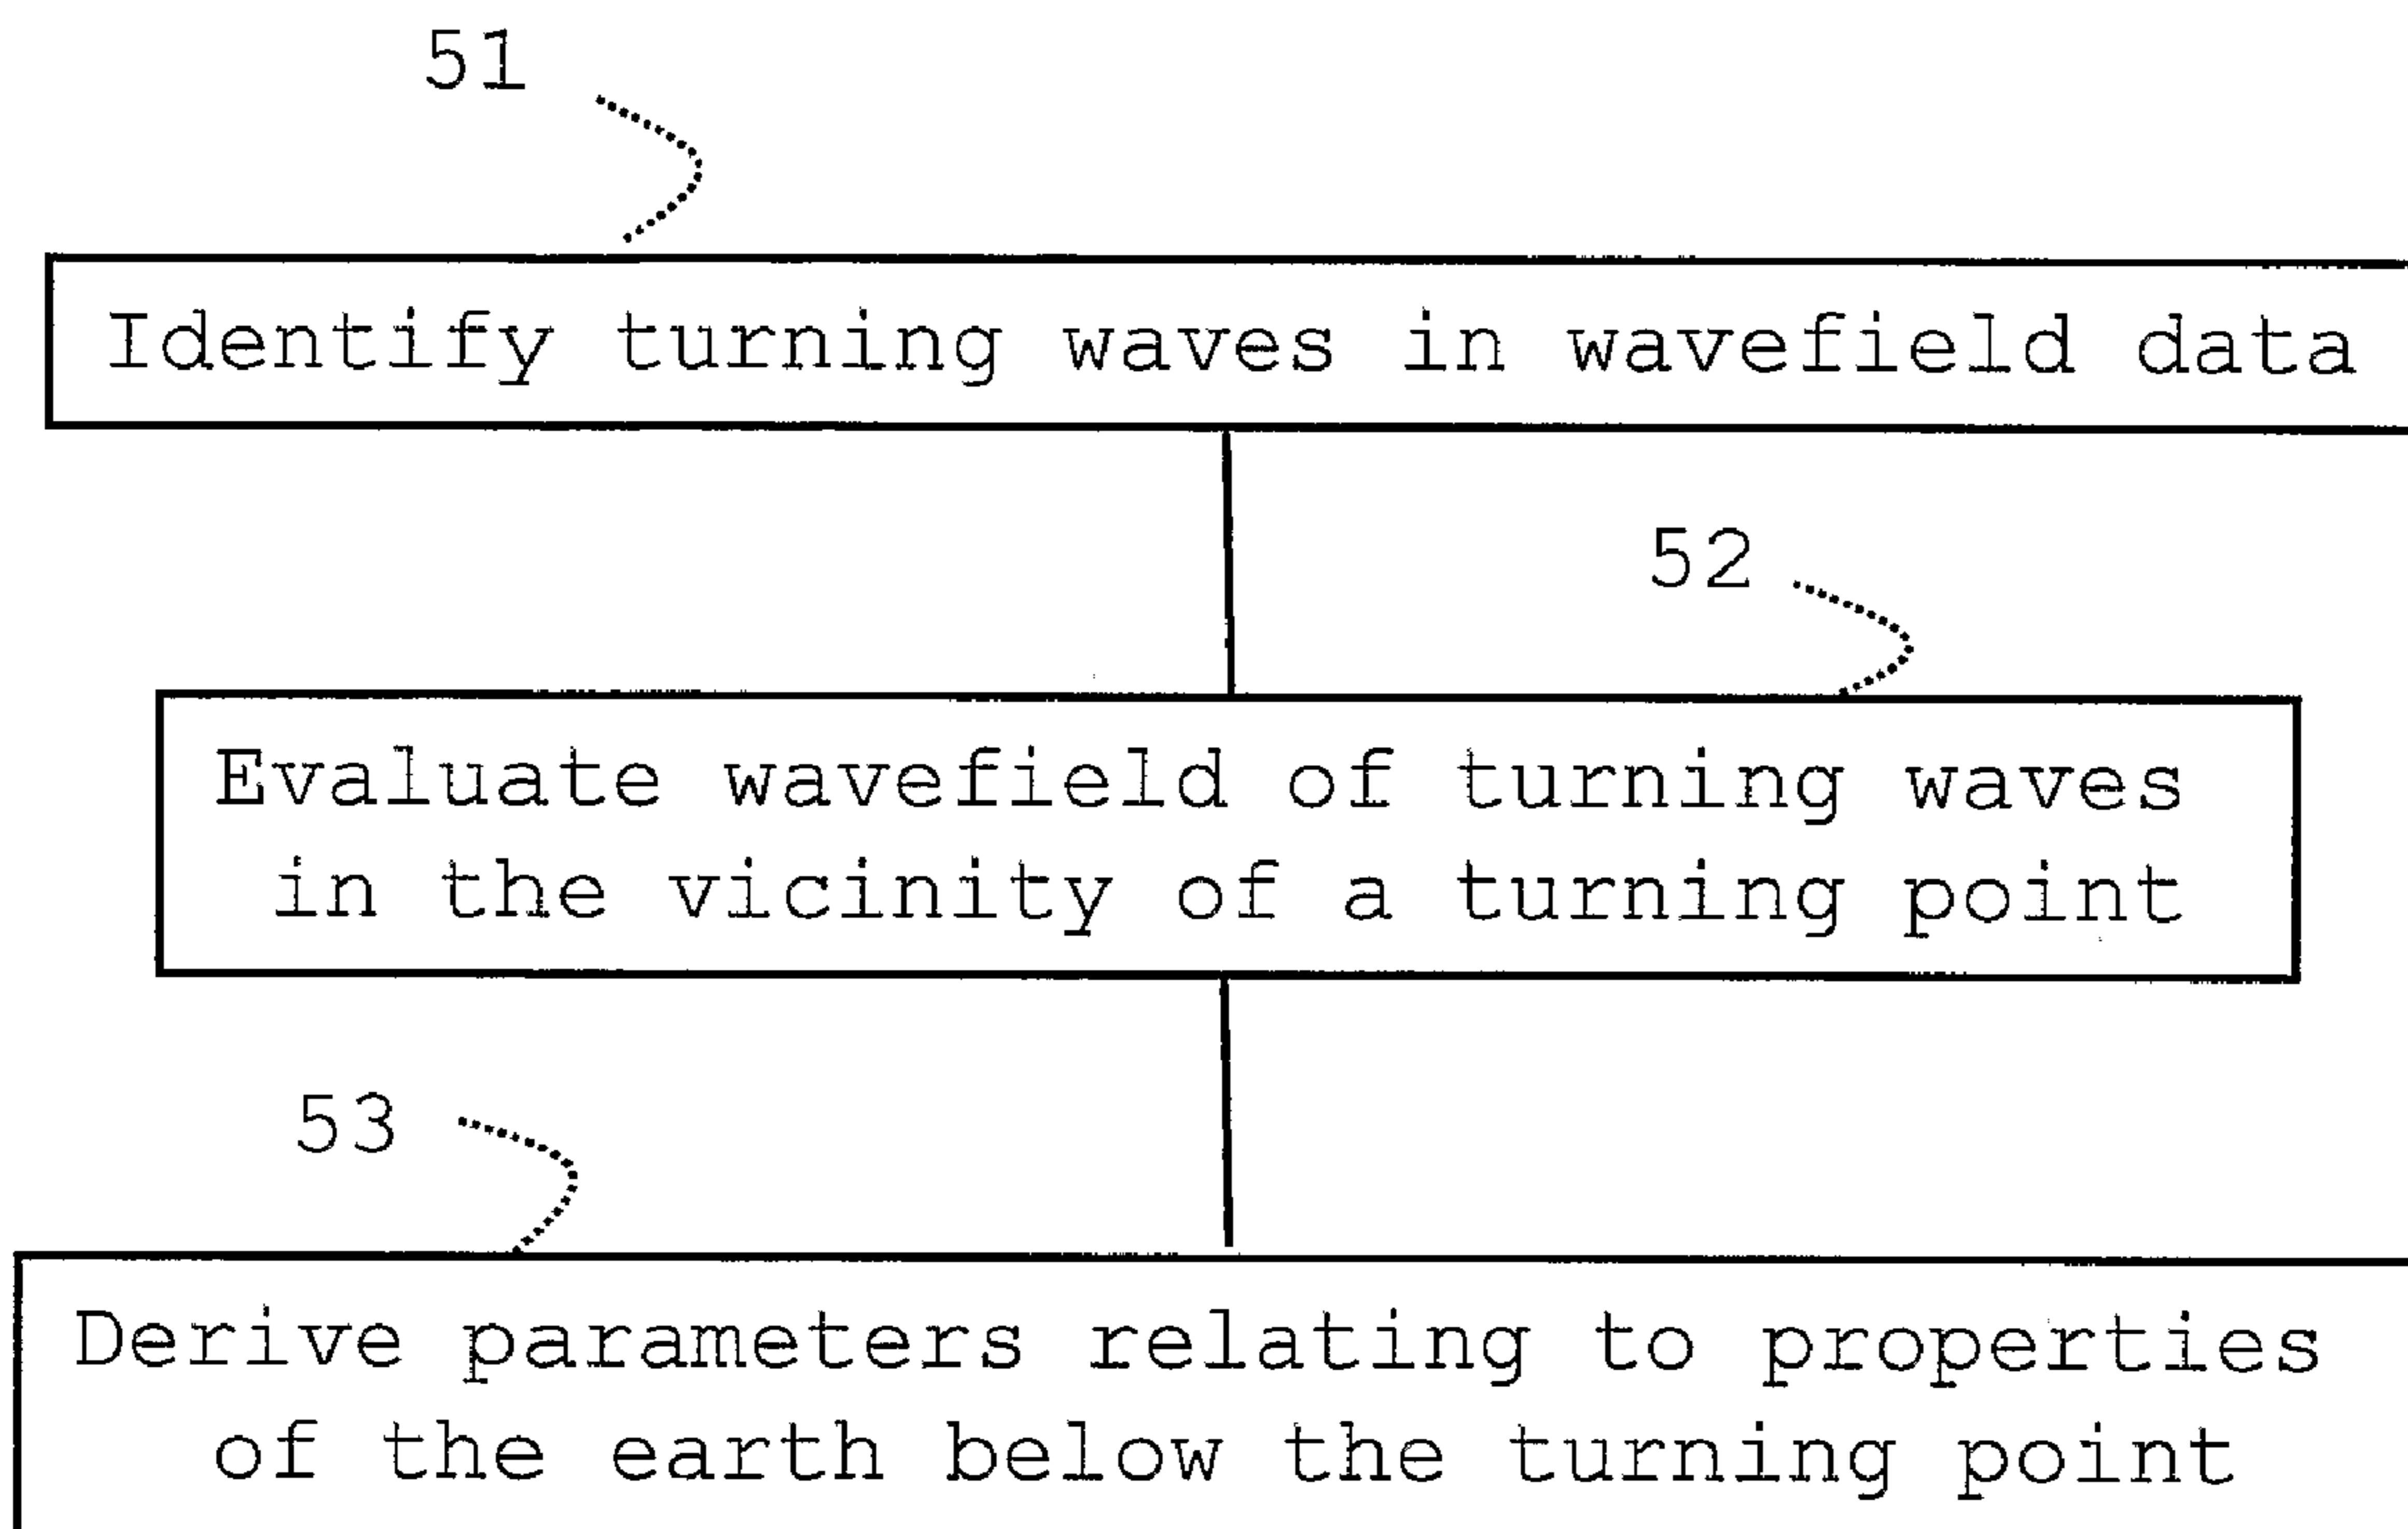 51
Identify turning waves in wavefield data
52
Evaluate wavefield of turning waves
in the vicinity of a turning point
53
Derive parameters relating to properties
of the earth below the turning point